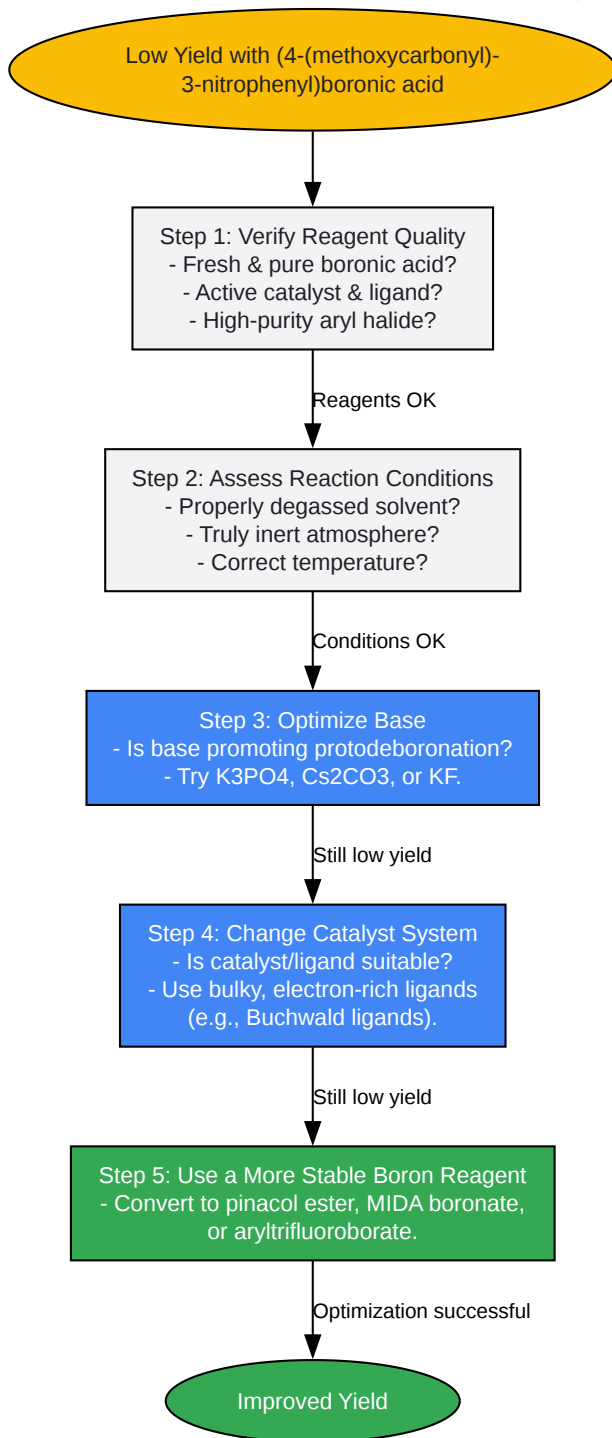 Low Yield with (4-(methoxycarbonyl)-
3-nitrophenyl)boronic acid
Step 1: Verify Reagent Quality
- Fresh & pure boronic acid?
- Active catalyst & ligand?
- High-purity aryl halide?
Reagents OK
Step 2: Assess Reaction Conditions
- Properly degassed solvent?
- Truly inert atmosphere?
- Correct temperature?
Conditions OK
Step 3: Optimize Base
- Is base promoting protodeboronation?
- Try K3PO4, Cs2CO3, or KF.
Still low yield
Step 4: Change Catalyst System
- Is catalyst/ligand suitable?
- Use bulky, electron-rich ligands
(e.g., Buchwald ligands).
Still low yield
Step 5: Use a More Stable Boron Reagent
- Convert to pinacol ester, MIDA boronate,
or aryltrifluoroborate.
Optimization successful
Improved Yield